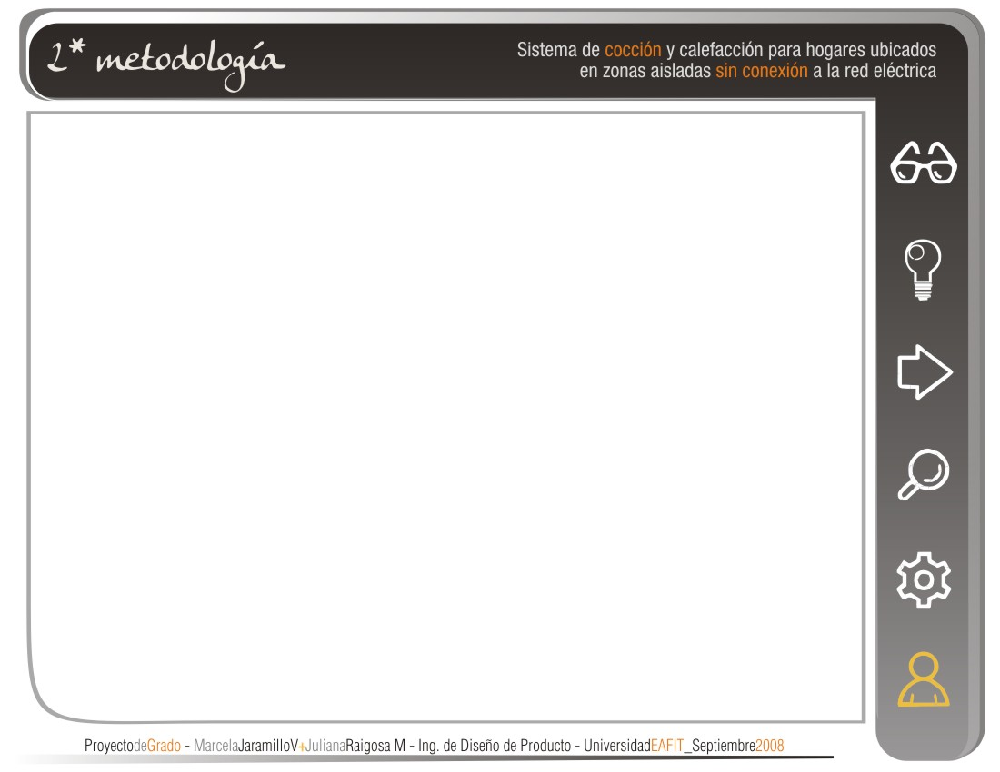 2* metodología
Sistema de cocción y calefacción para hogares ubicados
en zonas aisladas sin conexión a la red eléctrica
ProyectodeGrado - MarcelaJaramilloV+JulianaRaigosa M - Ing. de Diseño de Producto - UniversidadEAFIT_Septiembre2008